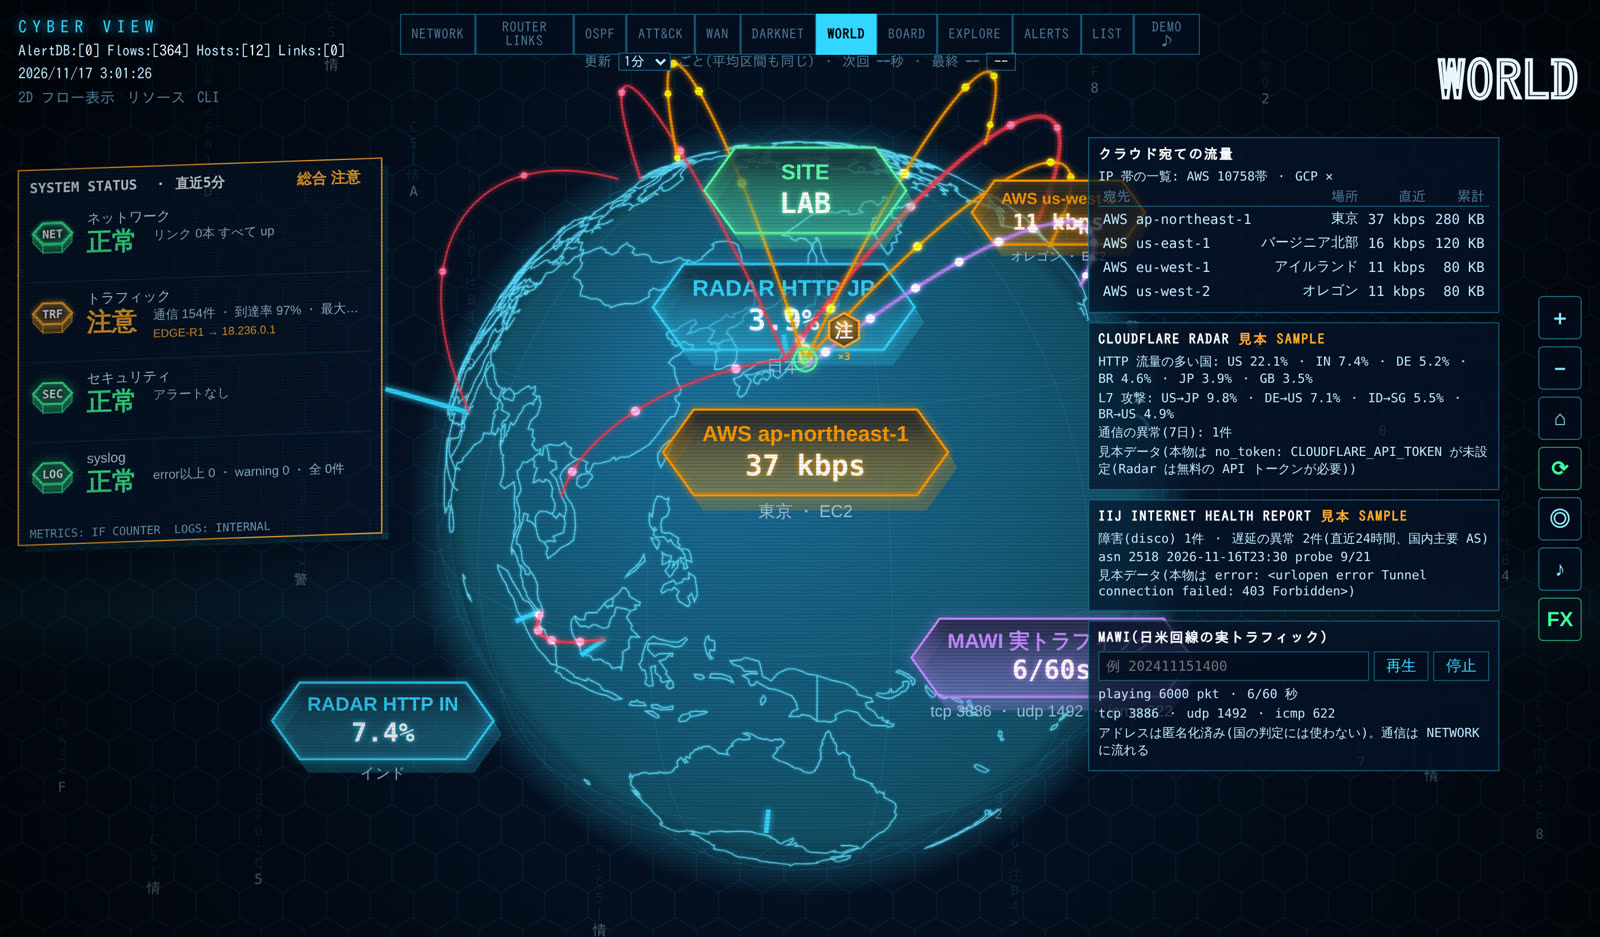 CYBER VIEW
AlertDB:[0] Flows:[364] Hosts:[12] Links:[0]
2026/11/17 3:01:26
2D フロー表示 リソース CLI
NETWORK
ROUTER LINKS
OSPF
ATT&CK
WAN
DARKNET
WORLD
BOARD
EXPLORE
ALERTS
LIST
DEMO ♪
更新 1分 ごと(平均区間も同じ) · 次回 --秒 · 最終 -- --
WORLD
SYSTEM STATUS · 直近5分 総合 注意
NET
ネットワーク
正常 リンク 0本 すべて up
TRF
トラフィック
注意 通信 154件 · 到達率 97% · 最大…
EDGE-R1 → 18.236.0.1
SEC
セキュリティ
正常 アラートなし
LOG
syslog
正常 error以上 0 · warning 0 · 全 0件
METRICS: IF COUNTER LOGS: INTERNAL
SITE
LAB
RADAR HTTP JP
3.9%
日本
注
×3
AWS us-wes
11 kbps
オレゴン · EC2
AWS ap-northeast-1
37 kbps
東京 · EC2
RADAR HTTP IN
7.4%
インド
MAWI 実トラフ
6/60s
tcp 3886 · udp 1492 ·
クラウド宛ての流量
IP 帯の一覧: AWS 10758帯 · GCP ×
宛先 場所 直近 累計
AWS ap-northeast-1 東京 37 kbps 280 KB
AWS us-east-1 バージニア北部 16 kbps 120 KB
AWS eu-west-1 アイルランド 11 kbps 80 KB
AWS us-west-2 オレゴン 11 kbps 80 KB
CLOUDFLARE RADAR 見本 SAMPLE
HTTP 流量の多い国: US 22.1% · IN 7.4% · DE 5.2% ·
BR 4.6% · JP 3.9% · GB 3.5%
L7 攻撃: US→JP 9.8% · DE→US 7.1% · ID→SG 5.5% ·
BR→US 4.9%
通信の異常(7日): 1件
見本データ(本物は no_token: CLOUDFLARE_API_TOKEN が未設
定(Radar は無料の API トークンが必要))
IIJ INTERNET HEALTH REPORT 見本 SAMPLE
障害(disco) 1件 · 遅延の異常 2件(直近24時間、国内主要 AS)
asn 2518 2026-11-16T23:30 probe 9/21
見本データ(本物は error: <urlopen error Tunnel
connection failed: 403 Forbidden>)
MAWI(日米回線の実トラフィック)
例 202411151400 再生 停止
playing 6000 pkt · 6/60 秒
tcp 3886 · udp 1492 · icmp 622
アドレスは匿名化済み(国の判定には使わない)。通信は NETWORK
に流れる
+
−
⌂
⟳
◎
♪
FX